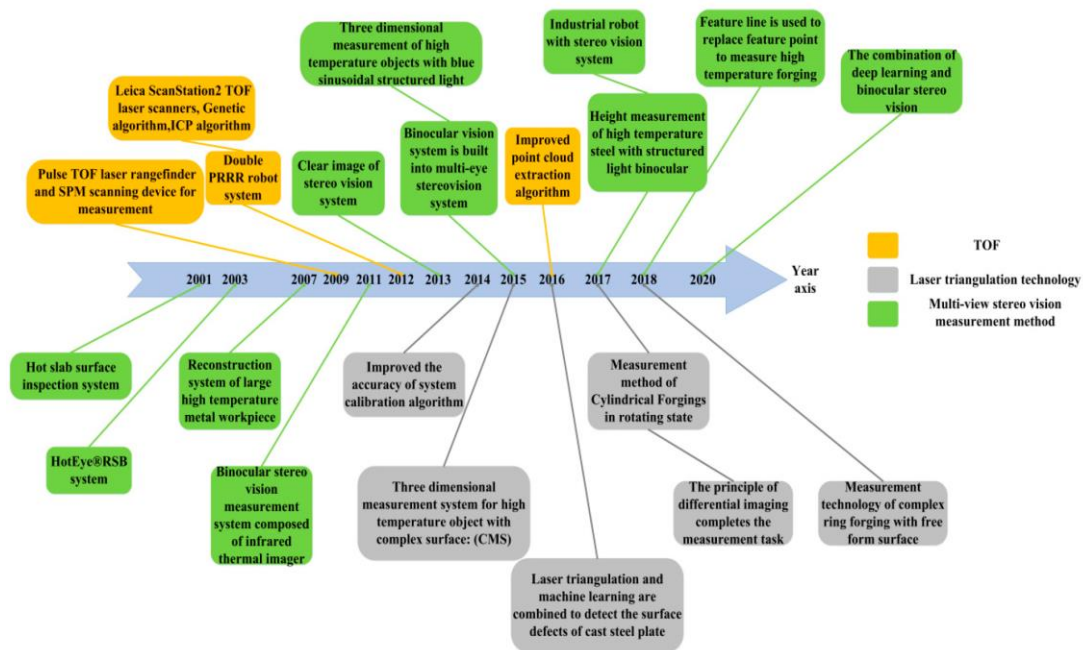 Three dimensional
measurement of high
temperature objects with blue
sinusoidal structured light
Industrial robot
with stereo vision
system
Feature line is used to
replace feature point
to measure high
temperature forging
The combination of
deep learning and
binocular stereo
vision
Leica ScanStation2 TOF
laser scanners, Genetic
algorithm,ICP algorithm
Pulse TOF laser rangefinder
and SPM scanning device for
measurement
Double
PRRR robot
system
Clear image of
stereo vision
system
Binocular vision
system is built
into multi-eye
stereovision
system
Improved
point cloud
extraction
algorithm
Height measurement
of high temperature
steel with structured
light binocular
2001 2003 2007 2009 2011 2012 2013 2014 2015 2016 2017 2018 2020
Year
axis
TOF
Laser triangulation technology
Multi-view stereo vision
measurement method
Hot slab surface
inspection system
HotEye®RSB
system
Reconstruction
system of large
high temperature
metal workpiece
Binocular stereo
vision
measurement
system composed
of infrared
thermal imager
Improved the
accuracy of system
calibration algorithm
Three dimensional
measurement system for
high temperature object with
complex surface: (CMS)
Laser triangulation and
machine learning are
combined to detect the surface
defects of cast steel plate
Measurement
method of
Cylindrical Forgings
in rotating state
The principle of
differential imaging
completes the
measurement task
Measurement
technology of complex
ring forging with free
form surface